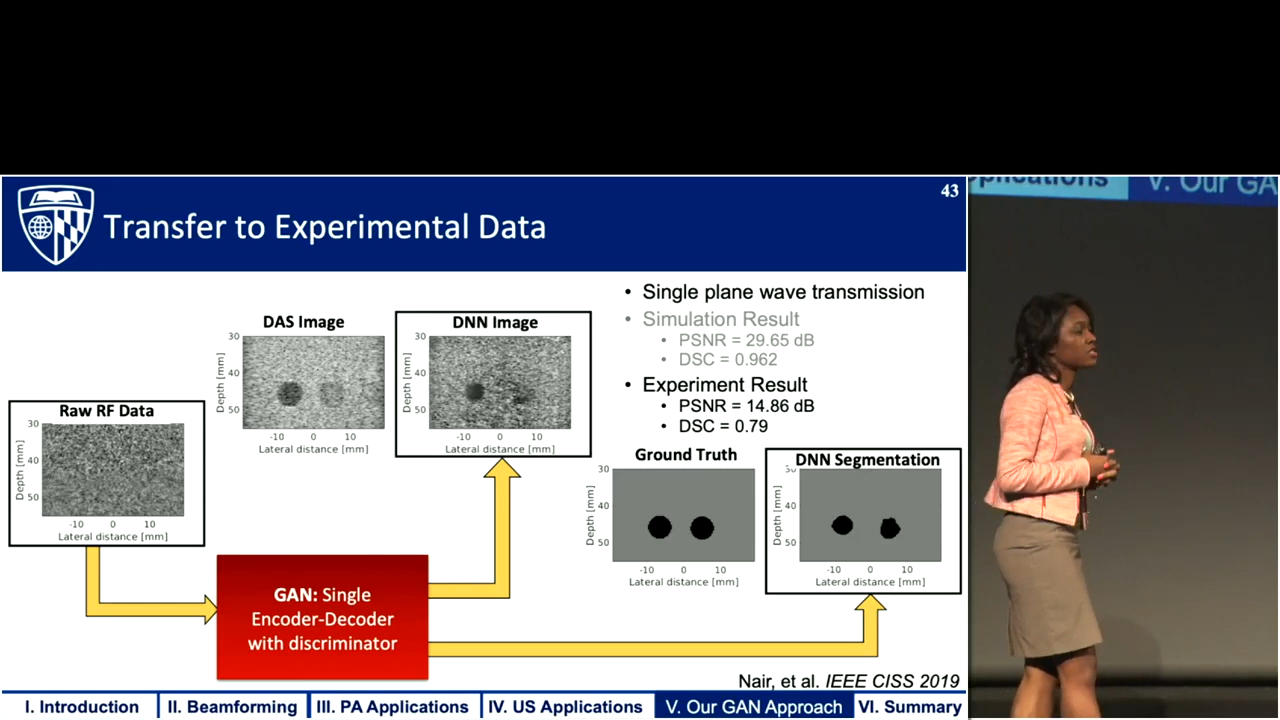 43
Transfer to Experimental Data
• Single plane wave transmission
• Simulation Result
• PSNR = 29.65 dB
• DSC = 0.962
• Experiment Result
• PSNR = 14.86 dB
• DSC = 0.79
DAS Image
30
40
50
Depth [mm]
-10 0 10
Lateral distance [mm]
DNN Image
30
40
50
Depth [mm]
-10 0 10
Lateral distance [mm]
Raw RF Data
30
40
50
Depth [mm]
-10 0 10
Lateral distance [mm]
Ground Truth
30
40
50
Depth [mm]
-10 0 10
Lateral distance [mm]
DNN Segmentation
40
50
Depth [mm]
-10 0 10
Lateral distance [mm]
GAN: Single
Encoder-Decoder
with discriminator
Nair, et al. IEEE CISS 2019
I. Introduction II. Beamforming III. PA Applications IV. US Applications V. Our GAN Approach VI. Summary
V. Our GA